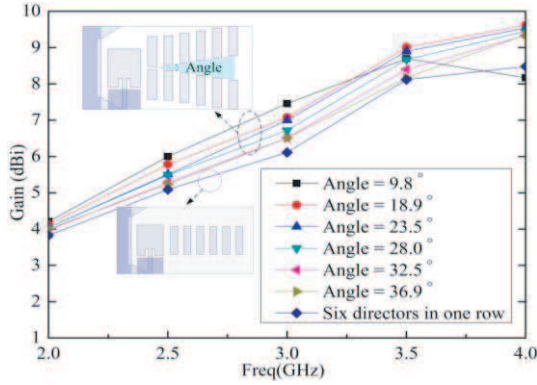 10
9
8
7
6
5
4
3
2
1
Gain (dBi)
Angle
Angle = 9.8 °
Angle = 18.9 °
Angle = 23.5 °
Angle = 28.0 °
Angle = 32.5 °
Angle = 36.9 °
Six directors in one row
2.0 2.5 3.0 3.5 4.0
Freq(GHz)